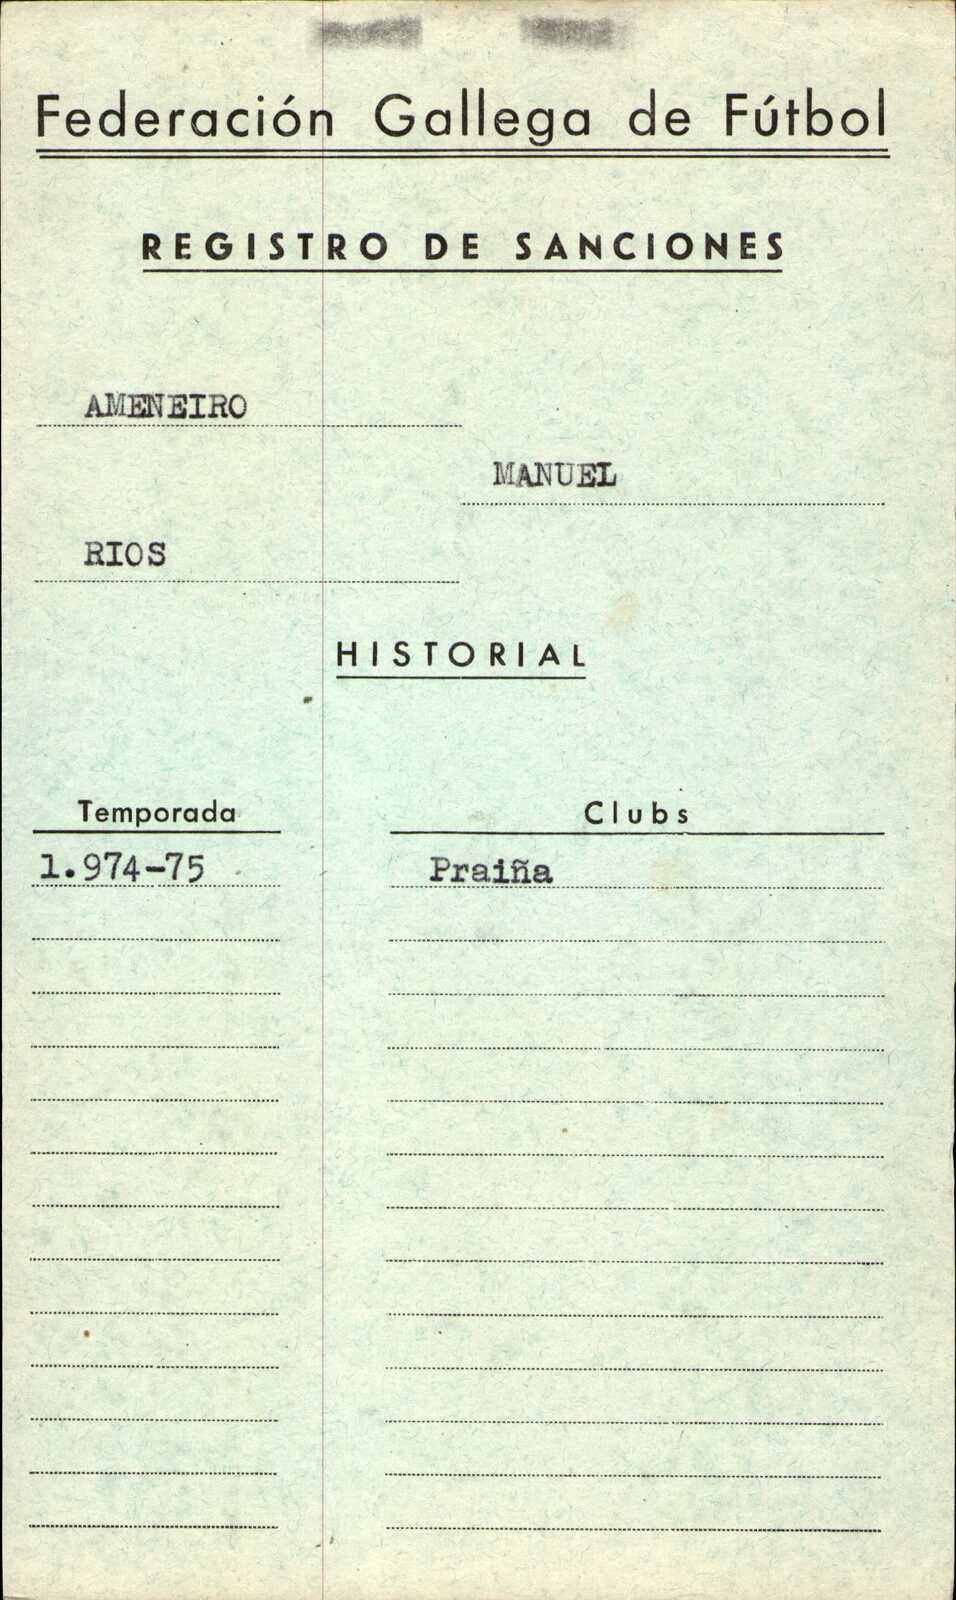 Federación Gallega de Fútbol
REGISTRO DE SANCIONES
AMENEIRO
MANUEL
RIOS
HISTORIAL
Temporada Clubs
1.974-75 Praiña